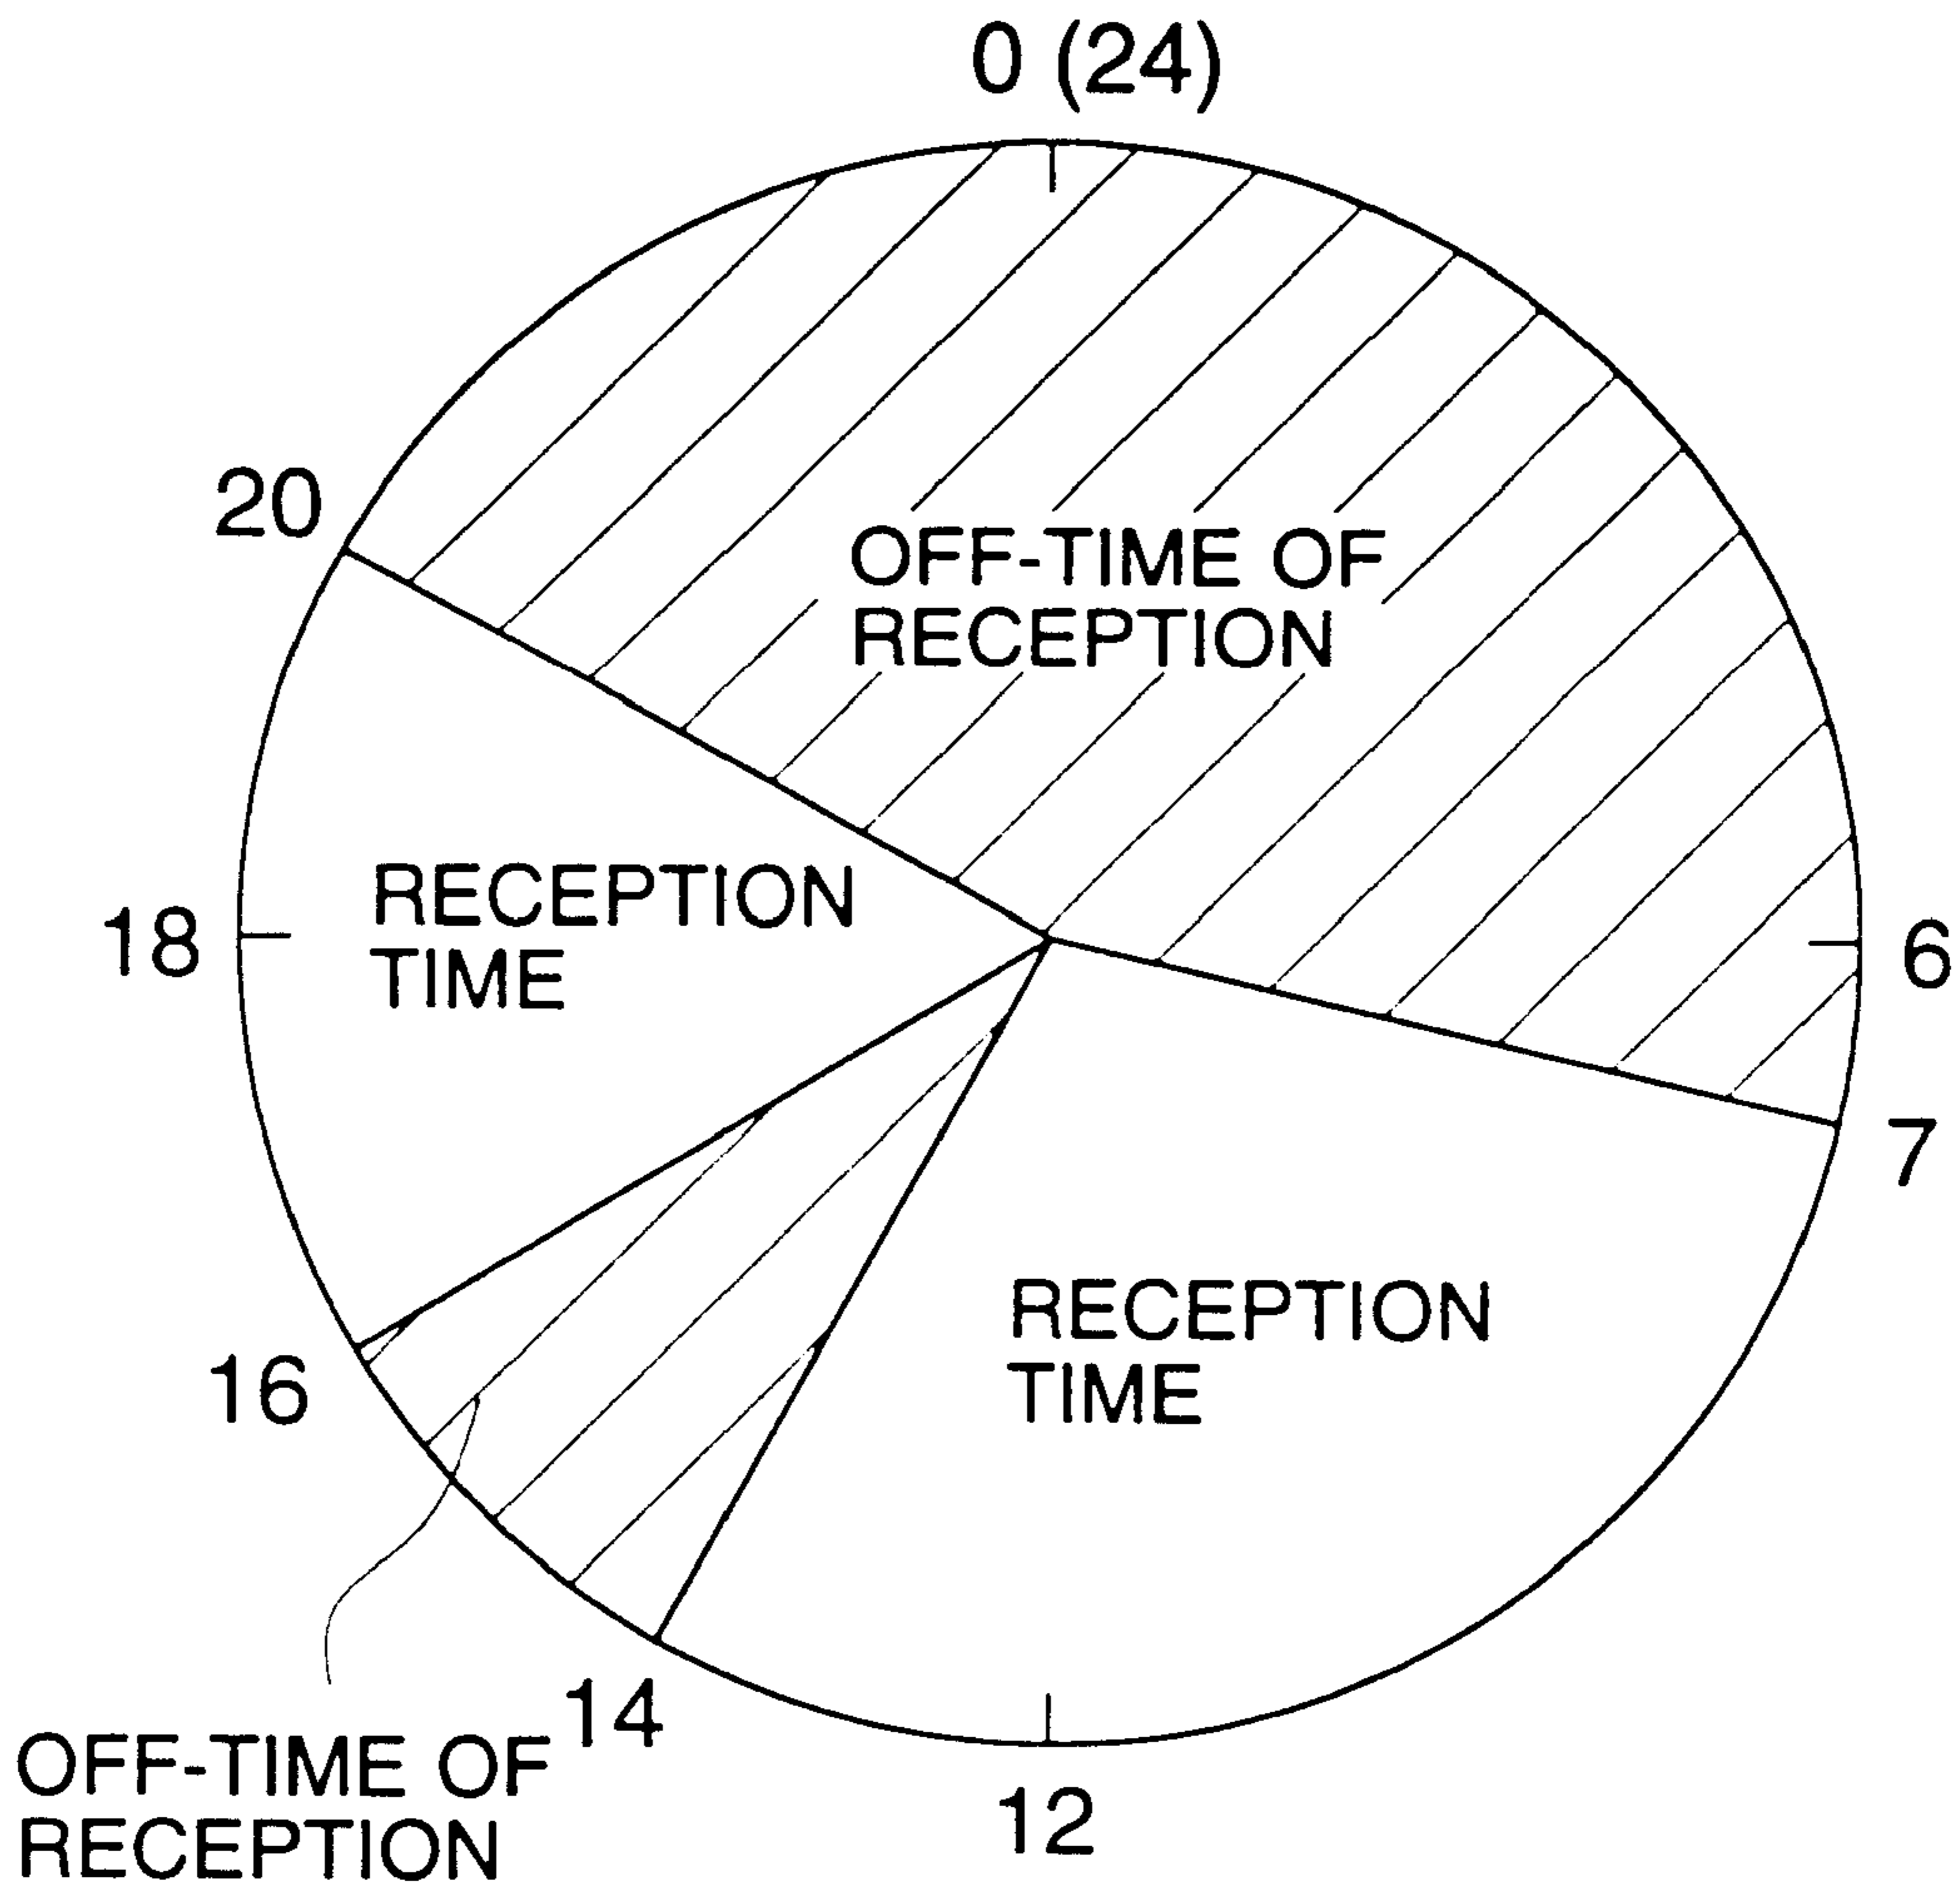 0 (24)
20
OFF-TIME OF
RECEPTION
RECEPTION
TIME
18
6
7
RECEPTION
TIME
16
14
OFF-TIME OF
RECEPTION
12